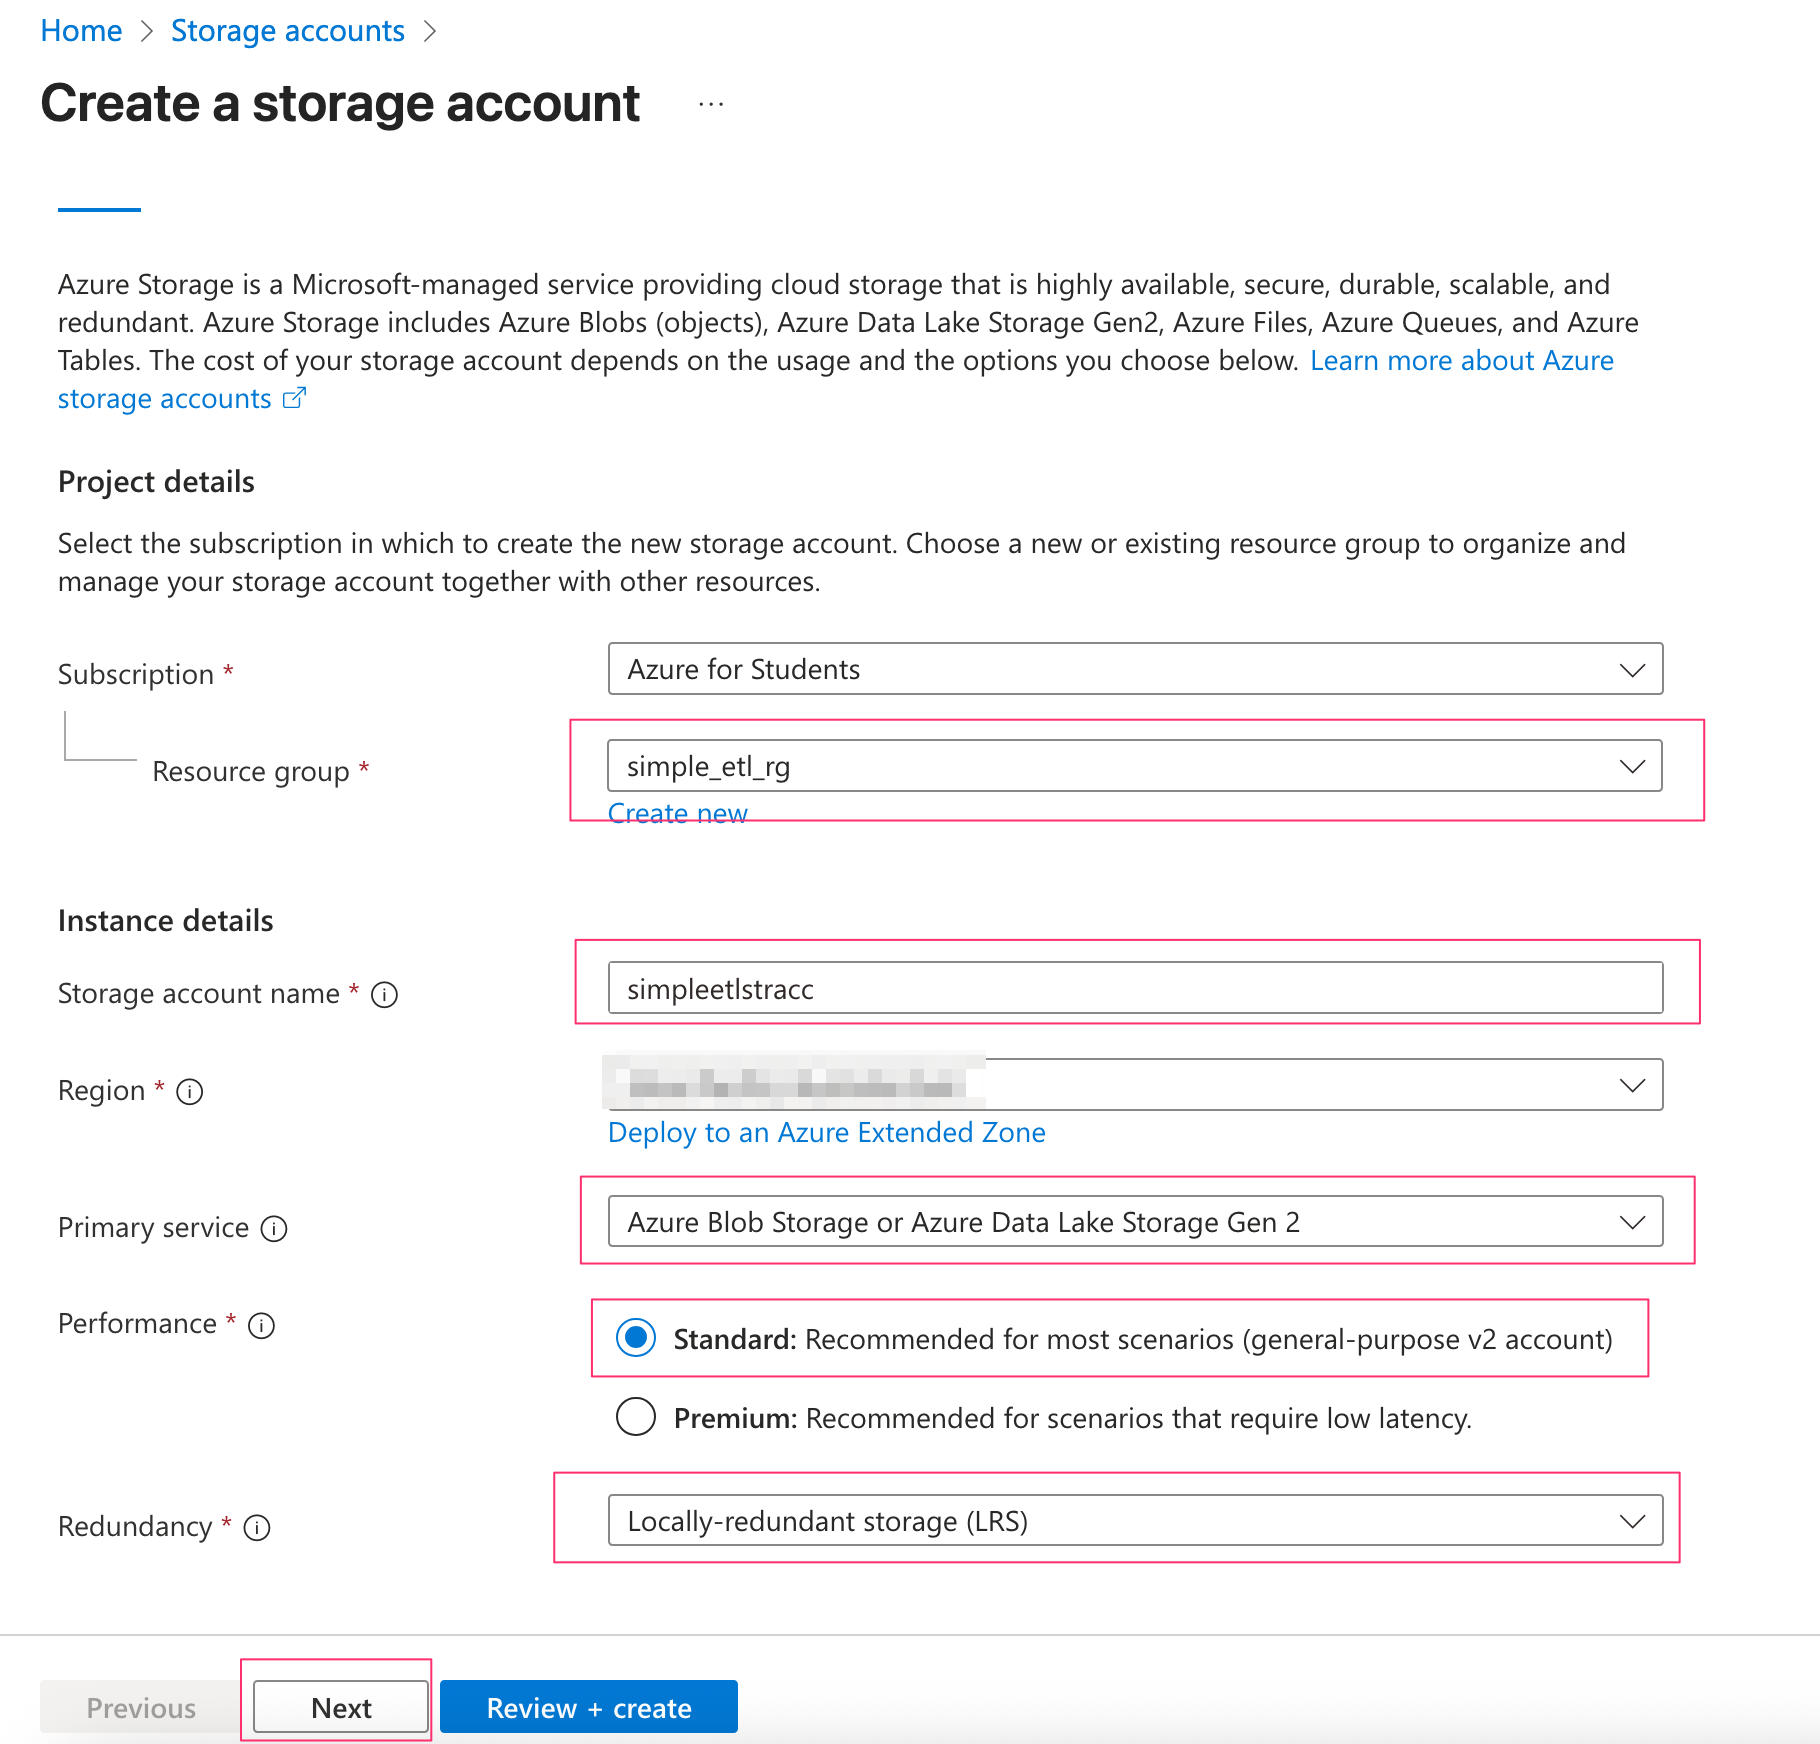 Home > Storage accounts >
Create a storage account ...
Azure Storage is a Microsoft-managed service providing cloud storage that is highly available, secure, durable, scalable, and
redundant. Azure Storage includes Azure Blobs (objects), Azure Data Lake Storage Gen2, Azure Files, Azure Queues, and Azure
Tables. The cost of your storage account depends on the usage and the options you choose below. Learn more about Azure
storage accounts
Project details
Select the subscription in which to create the new storage account. Choose a new or existing resource group to organize and
manage your storage account together with other resources.
Subscription * Azure for Students
Resource group * simple_etl_rg
Create new
Instance details
Storage account name * simpleetlstracc
Region *
Deploy to an Azure Extended Zone
Primary service Azure Blob Storage or Azure Data Lake Storage Gen 2
Performance * Standard: Recommended for most scenarios (general-purpose v2 account)
Premium: Recommended for scenarios that require low latency.
Redundancy * Locally-redundant storage (LRS)
Previous Next Review + create